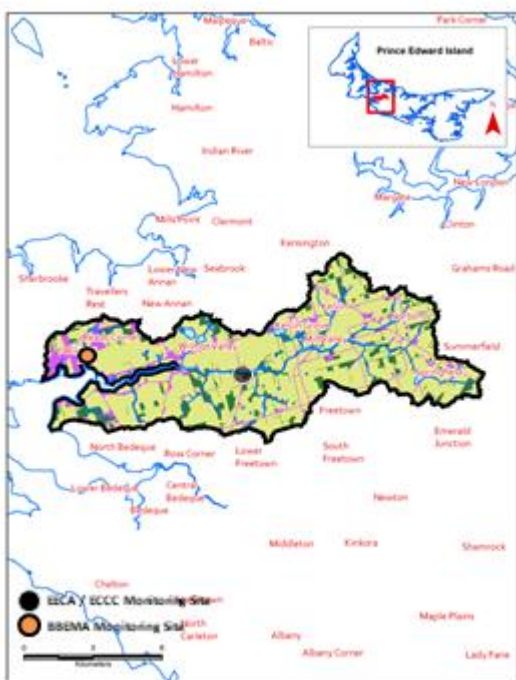 Malpeque
Baltic
Park Corner
Prince Edward Island
N
Lower
Hamilton
Hamilton
Indian River
New London
Margate
Clinton
Mills Point
Clermont
Kensington
Sherbrooke
Lower New
Annan
Seabrook
Grahams Road
Travellers
Rest
New Annan
Summerfield
Freetown
North Bedeque
Ross Corner
Lower
Freetown
South
Freetown
Emerald
Junction
Lower Bedeque
Central
Bedeque
Bedeque
Newton
Middleton
Kinkora
Shamrock
Chelton
EECA / ECCC Monitoring Site
BBEMA Monitoring Site
North
Carleton
Albany
Albany Corner
Maple Plains
Lady Fane
Kilometers